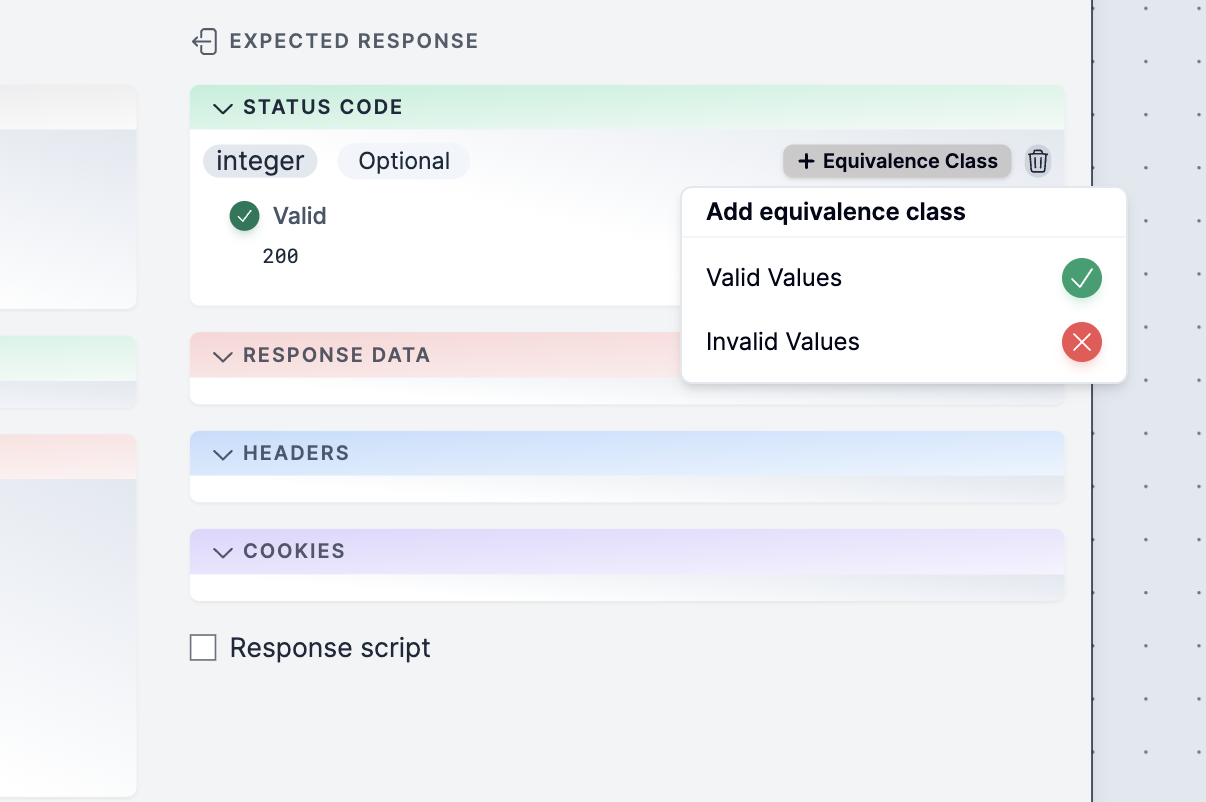 EXPECTED RESPONSE
STATUS CODE
integer Optional + Equivalence Class
Valid
200
Add equivalence class
Valid Values
Invalid Values
RESPONSE DATA
HEADERS
COOKIES
Response script